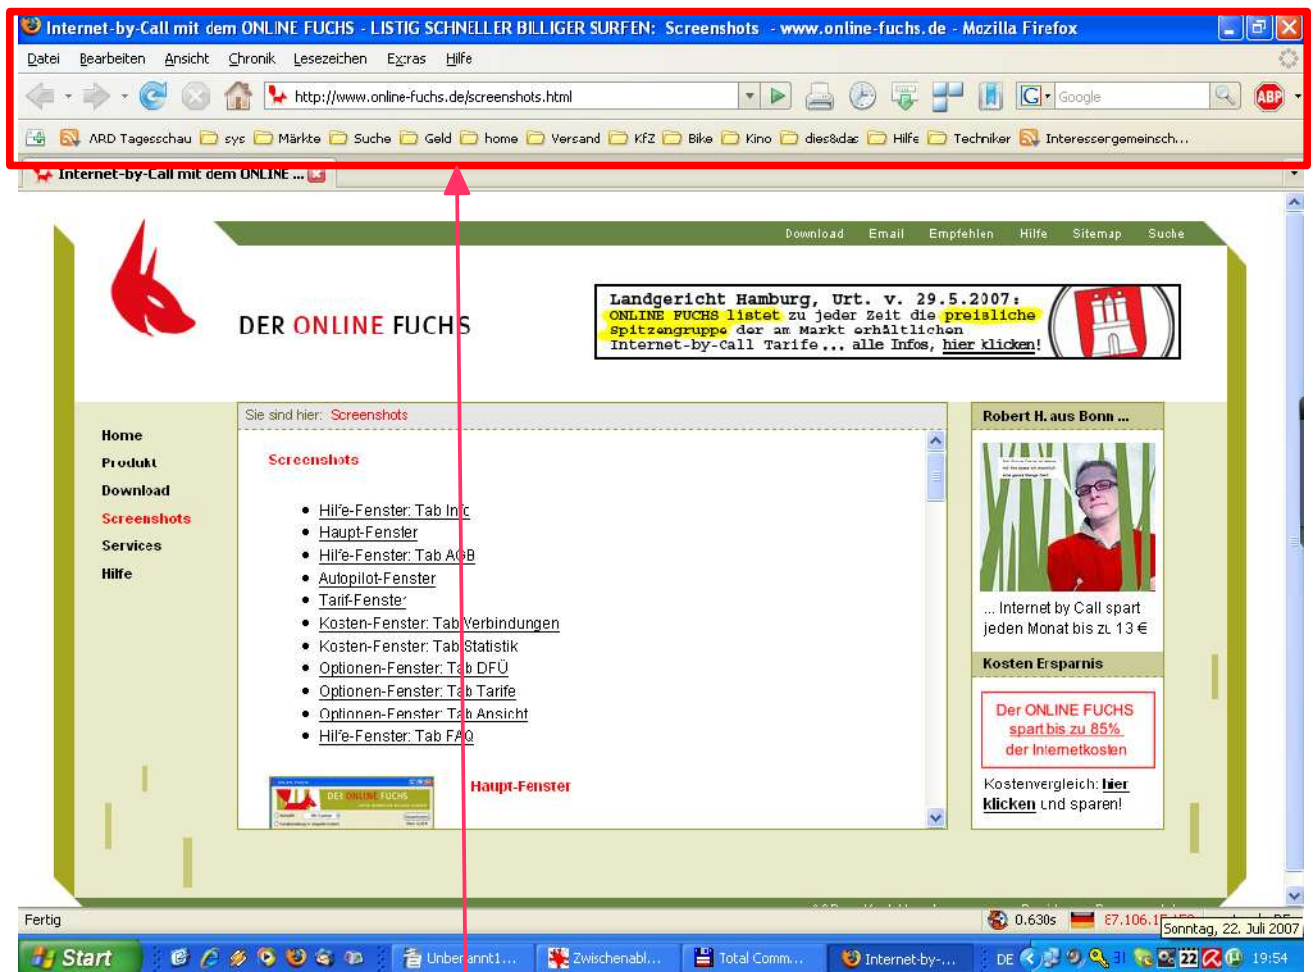 Internet-by-Call mit dem ONLINE FUCHS - LISTIG SCHNELLER BILLIGER SURFEN: Screenshots - www.online-fuchs.de - Mozilla Firefox
Datei Bearbeiten Ansicht Chronik Lesezeichen Extras Hilfe
http://www.online-fuchs.de/screenshots.html G Google ABP
ARD Tagesschau sys Märkte Suche Geld home Versand KfZ Bike Kino dies&das Hilfe Techniker Interessengemeinsch...
Internet-by-Call mit dem ONLINE ...
Download Email Empfehlen Hilfe Sitemap Suche
DER ONLINE FUCHS
Landgericht Hamburg, Urt. v. 29.5.2007:
ONLINE FUCHS listet zu jeder Zeit die preisliche
Spitzengruppe der am Markt erhältlichen
Internet-by-Call Tarife... alle Infos, hier klicken!
Home
Produkt
Download
Screenshots
Services
Hilfe
Sie sind hier: Screenshots
Screenshots
Hilfe-Fenster: Tab Info
Haupt-Fenster
Hilfe-Fenster: Tab AGB
Autopilot-Fenster
Tarif-Fenster
Kosten-Fenster: Tab Verbindungen
Kosten-Fenster: Tab Statistik
Optionen-Fenster: Tab DFÜ
Optionen-Fenster: Tab Tarife
Optionen-Fenster: Tab Ansicht
Hilfe-Fenster: Tab FAQ
DER ONLINE FUCHS
Haupt-Fenster
Robert H. aus Bonn ...
... Internet by Call spart
jeden Monat bis zu 13 €
Kosten Ersparnis
Der ONLINE FUCHS
spart bis zu 85%
der Internetkosten
Kostenvergleich: hier
klicken und sparen!
Fertig 0.630s
Sonntag, 22. Juli 2007
Start Unbenannt1... Zwischenabl... Total Comm... Internet-by-... DE 22 19:54